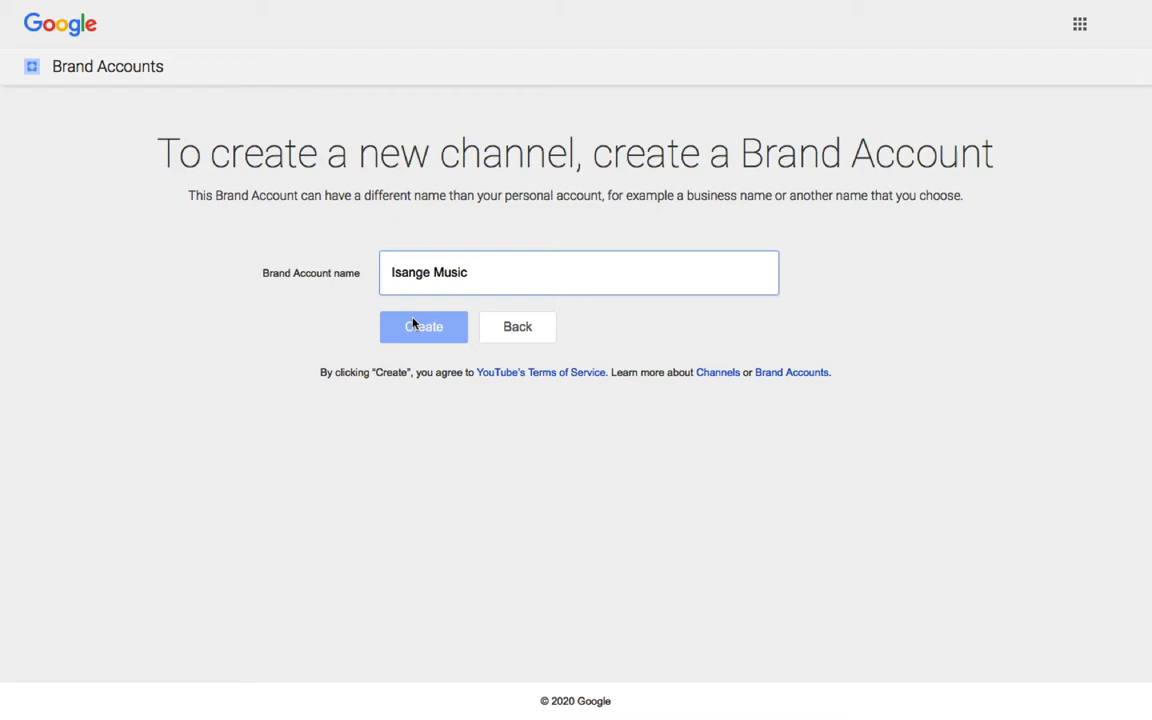 Google
Brand Accounts
To create a new channel, create a Brand Account
This Brand Account can have a different name than your personal account, for example a business name or another name that you choose.
Brand Account name
Isange Music
Create
Back
By clicking “Create”, you agree to YouTube's Terms of Service. Learn more about Channels or Brand Accounts.
© 2020 Google